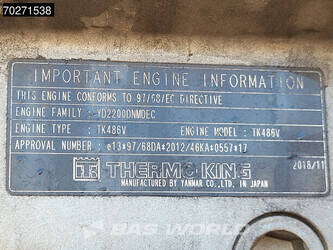 70271538
IMPORTANT ENGINE INFORMATION
THIS ENGINE CONFORMS TO 97/68/EC DIRECTIVE
ENGINE FAMILY : YD2200DNMDEC
ENGINE TYPE : TK486V ENGINE MODEL : TK486V
APPROVAL NUMBER : e13*97/68DA*2012/46KA*0557*17
TK THERMO KING 2018/11
MANUFACTURED BY YANMAR CO.,LTD. IN JAPAN
BAS WORLD